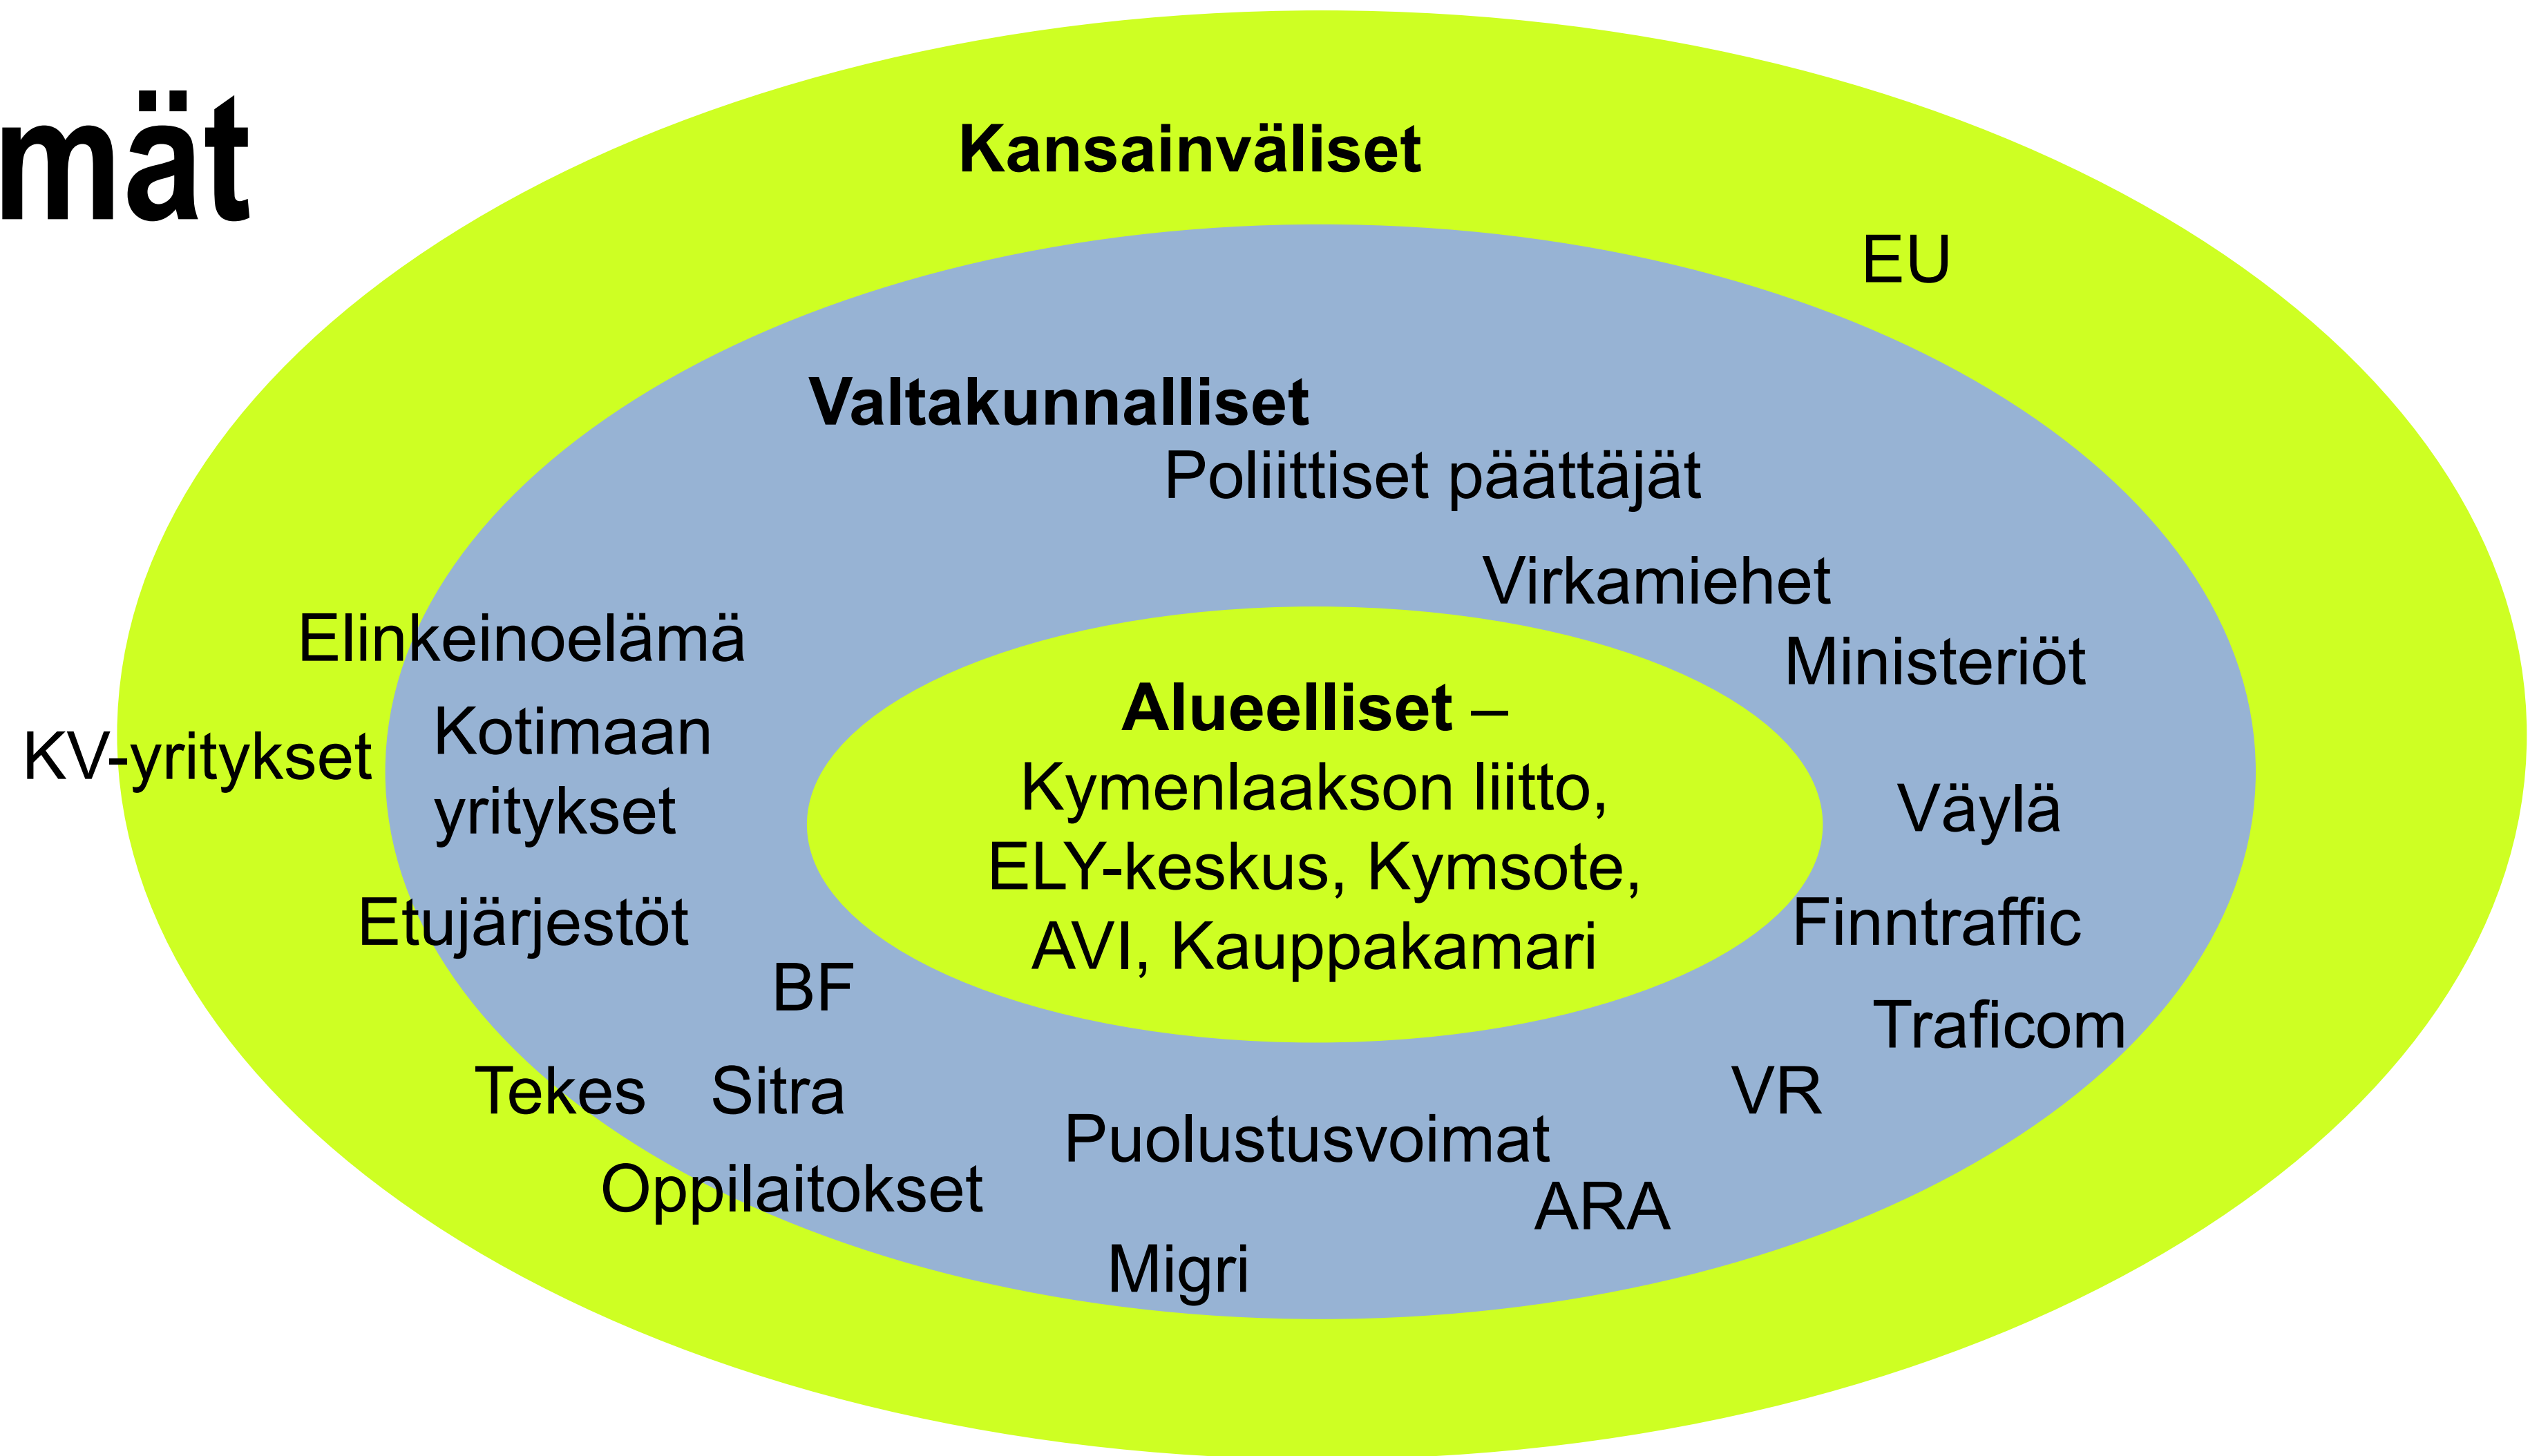 mät
Kansainväliset
EU
Valtakunnalliset
Poliittiset päättäjät
Virkamiehet
Elinkeinoelämä
Ministeriöt
KV-yritykset
Kotimaan
yritykset
Alueelliset –
Kymenlaakson liitto,
ELY-keskus, Kymsote,
AVI, Kauppakamari
Väylä
Etujärjestöt
Finntraffic
BF
Traficom
Tekes
Sitra
VR
Puolustusvoimat
Oppilaitokset
ARA
Migri